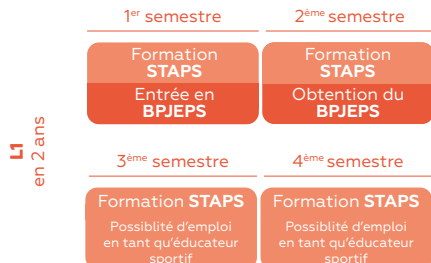 1er semestre
2ème semestre
Formation
STAPS
Entrée en
BPJEPS
Formation
STAPS
Obtention du
BPJEPS
L1
en 2 ans
3ème semestre
4ème semestre
Formation STAPS
Possiblité d'emploi
en tant qu'éducateur
sportif
Formation STAPS
Possiblité d'emploi
en tant qu'éducateur
sportif